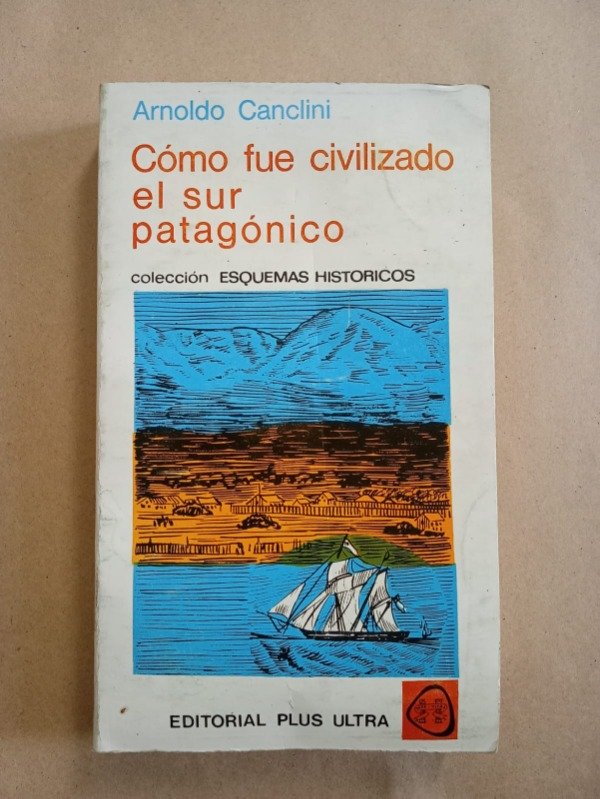 Arnoldo Canclini
Cómo fue civilizado
el sur
patagónico
colección ESQUEMAS HISTORICOS
EDITORIAL PLUS ULTRA